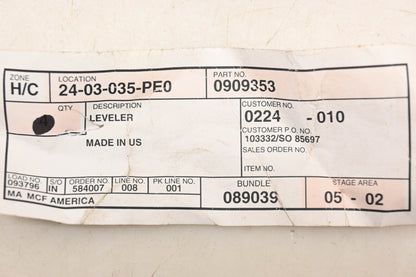 ZONE LOCATION PART NO.
H/C 24-03-035-PE0 0909353
QTY DESCRIPTION CUSTOMER NO.
LEVELER 0224 -010
CUSTOMER P.O. NO.
MADE IN US 103332/SO 85697
SALES ORDER NO.
ITEM NO.
LOAD NO. S/O ORDER NO. LINE NO. PK LINE NO. BUNDLE STAGE AREA
093796 IN 584007 008 001 089039 05 - 02
MA MCF AMERICA